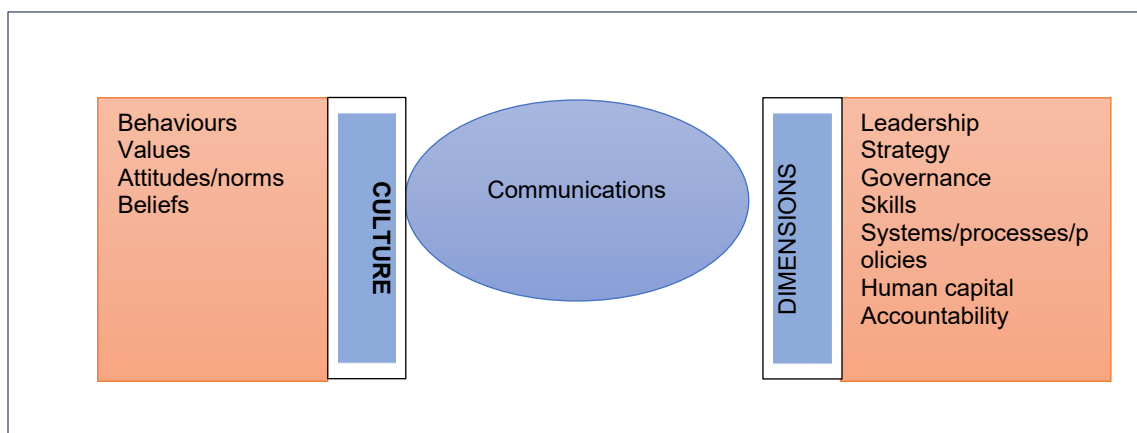 Behaviours
Values
Attitudes/norms
Beliefs
CULTURE
Communications
DIMENSIONS
Leadership
Strategy
Governance
Skills
Systems/processes/p
olicies
Human capital
Accountability